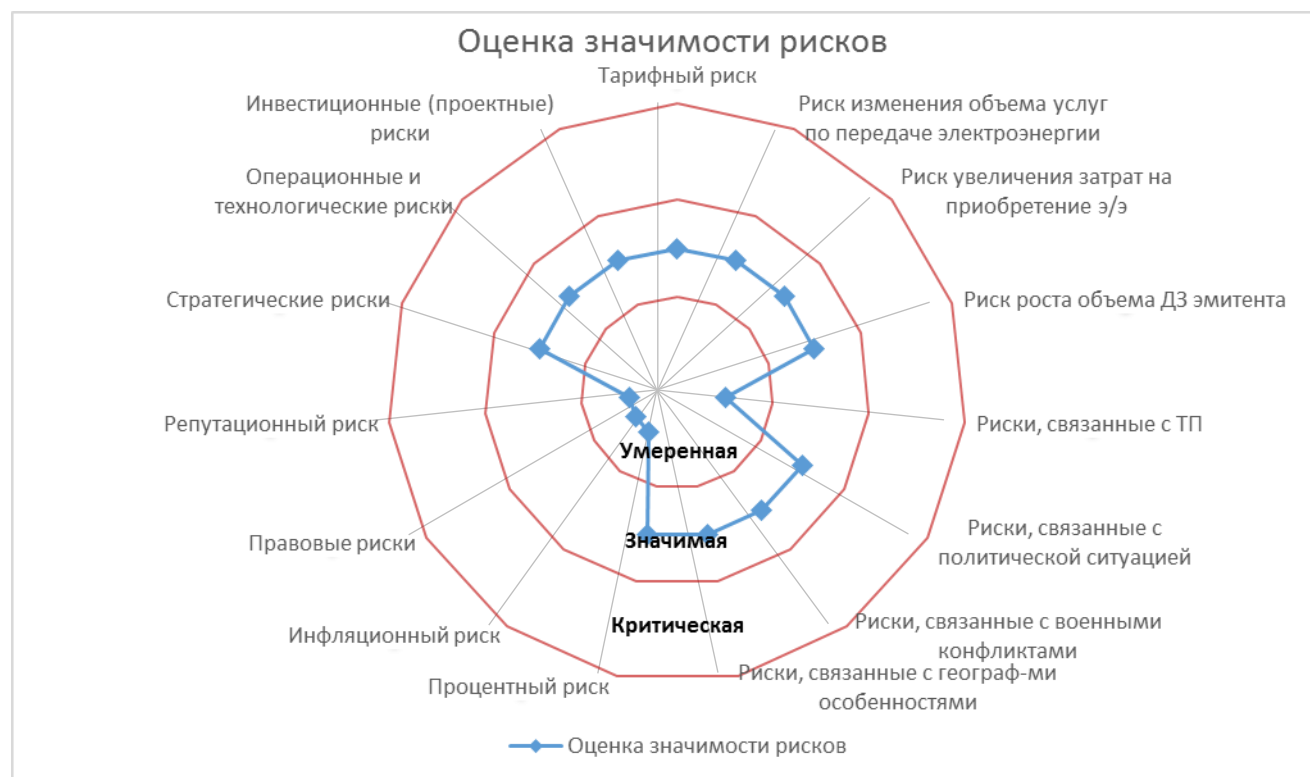 Оценка значимости рисков
Тарифный риск
Риск изменения объема услуг
по передаче электроэнергии
Риск увеличения затрат на
приобретение э/э
Риск роста объема ДЗ эмитента
Риски, связанные с ТП
Риски, связанные с
политической ситуацией
Риски, связанные с военными
конфликтами
Риски, связанные с географ-ми
особенностями
Процентный риск
Инфляционный риск
Правовые риски
Репутационный риск
Стратегические риски
Операционные и
технологические риски
Инвестиционные (проектные)
риски
Умеренная
Значимая
Критическая
Оценка значимости рисков